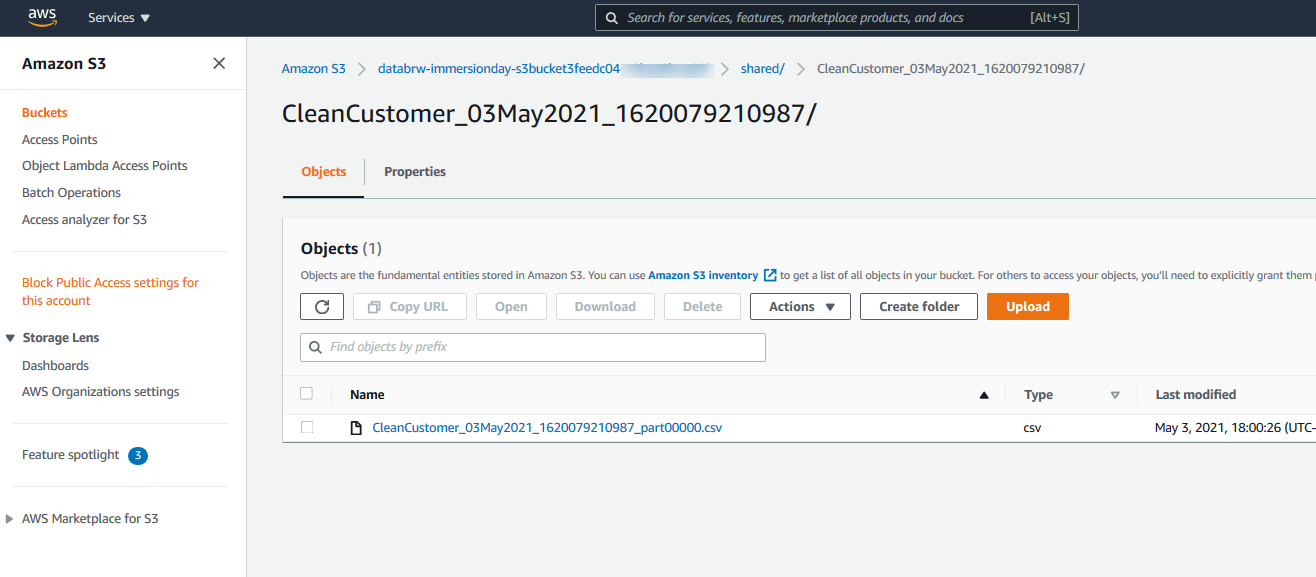 aws Services Search for services, features, marketplace products, and docs [Alt+S]
Amazon S3
Buckets
Access Points
Object Lambda Access Points
Batch Operations
Access analyzer for S3
Block Public Access settings for
this account
Storage Lens
Dashboards
AWS Organizations settings
Feature spotlight 3
AWS Marketplace for S3
Amazon S3 databrw-immersionday-s3bucket3feedc04 shared/ CleanCustomer_03May2021_1620079210987/
CleanCustomer_03May2021_1620079210987/
Objects Properties
Objects (1)
Objects are the fundamental entities stored in Amazon S3. You can use Amazon S3 inventory to get a list of all objects in your bucket. For others to access your objects, you'll need to explicitly grant them
Copy URL Open Download Delete Actions Create folder Upload
Find objects by prefix
Name Type Last modified
CleanCustomer_03May2021_1620079210987_part00000.csv csv May 3, 2021, 18:00:26 (UTC-